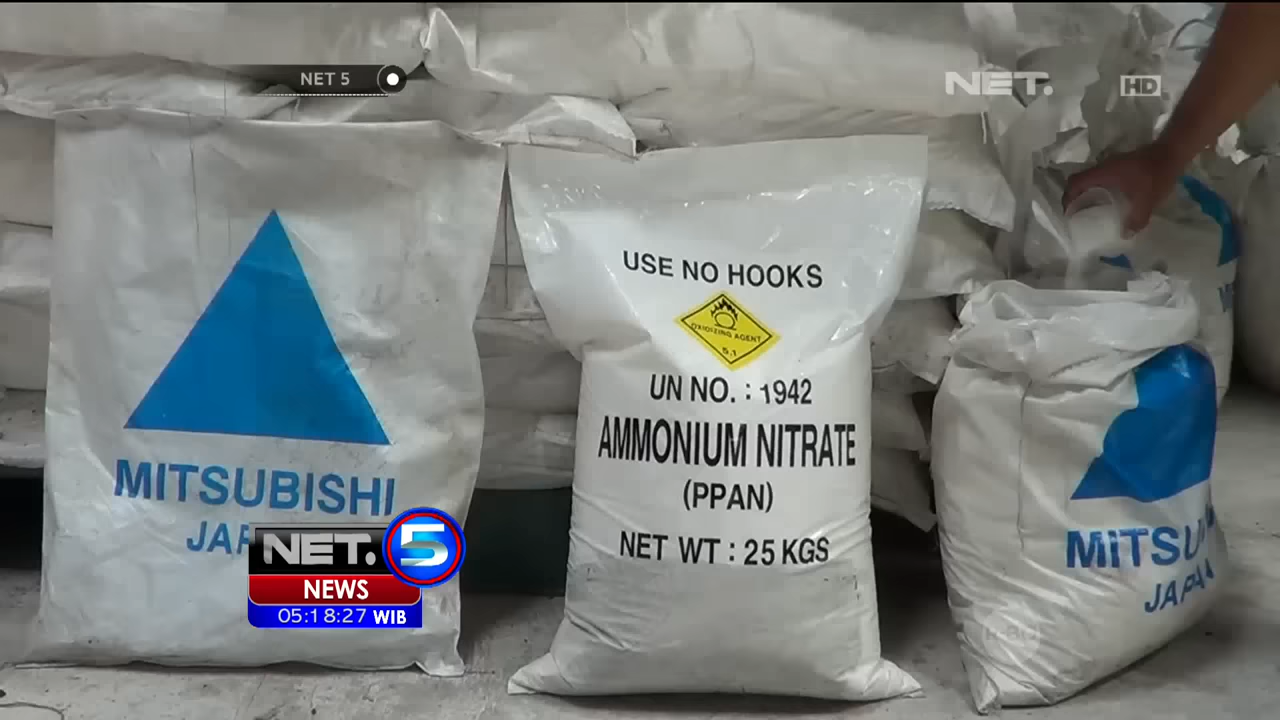 NET 5
NET.
HD
MITSUBISHI
USE NO HOOKS
OXIDIZING AGENT
5.1
UN NO. : 1942
AMMONIUM NITRATE
(PPAN)
NET WT : 25 KGS
MITSU
JAPA
NET. 5
NEWS
05:18:27 WIB